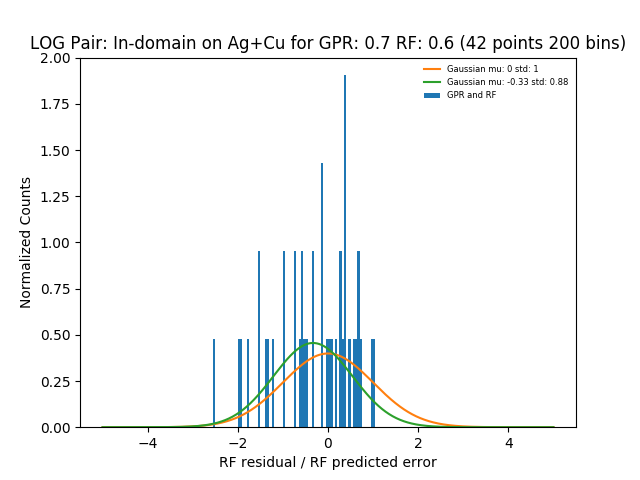 LOG Pair: In-domain on Ag+Cu for GPR: 0.7 RF: 0.6 (42 points 200 bins)
Gaussian mu: 0 std: 1
Gaussian mu: -0.33 std: 0.88
GPR and RF
Normalized Counts
2.00
1.75
1.50
1.25
1.00
0.75
0.50
0.25
0.00
−4
−2
0
2
4
RF residual / RF predicted error